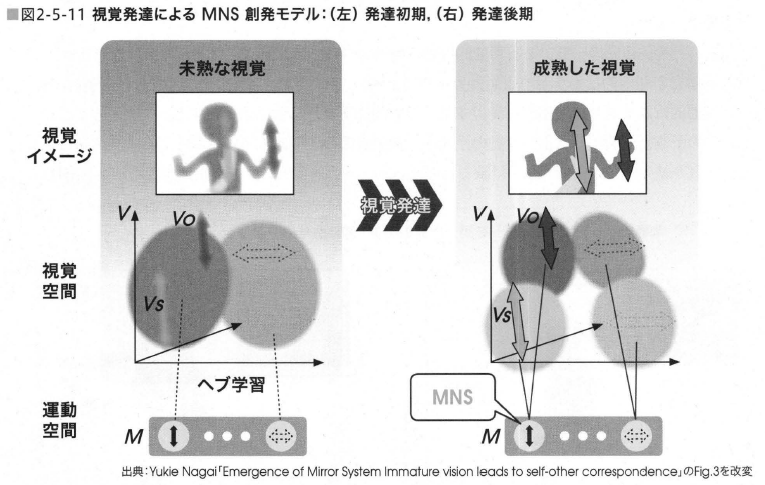 ■図2-5-11 視覚発達による MNS 創発モデル:(左) 発達初期,(右) 発達後期
未熟な視覚
成熟した視覚
視覚
イメージ
視覚発達
V
Vo
V
Vo
視覚
空間
Vs
Vs
ヘブ学習
MNS
運動
空間
M
M
出典:Yukie Nagai「Emergence of Mirror System Immature vision leads to self-other correspondence」のFig.3を改変